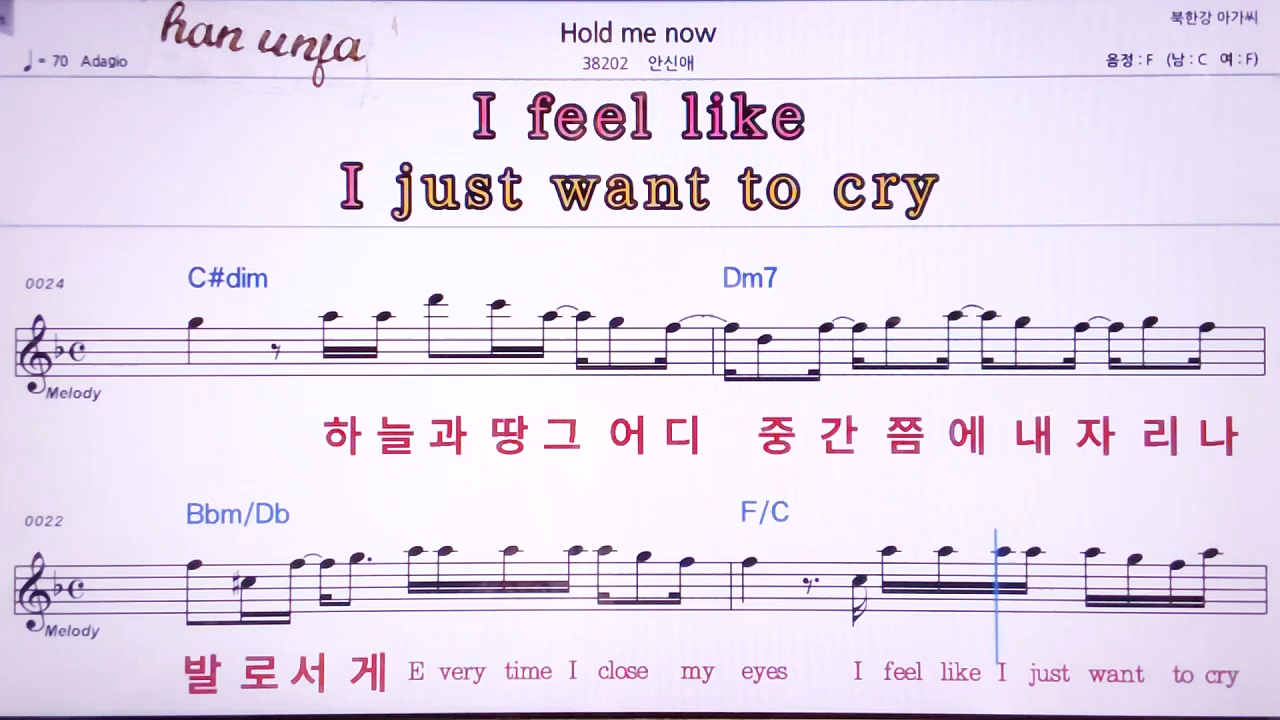 han unja
Hold me now
북한강 아가씨
♩= 70 Adagio
38202 안신애
음정 : F (남 : C 여 : F)
I feel like
I just want to cry
0024
C#dim Dm7
Melody
하 늘 과 땅 그 어 디 중 간 쯤 에 내 자 리 나
0022
Bbm/Db F/C
Melody
발 로 서 게 E very time I close my eyes I feel like I just want to cry